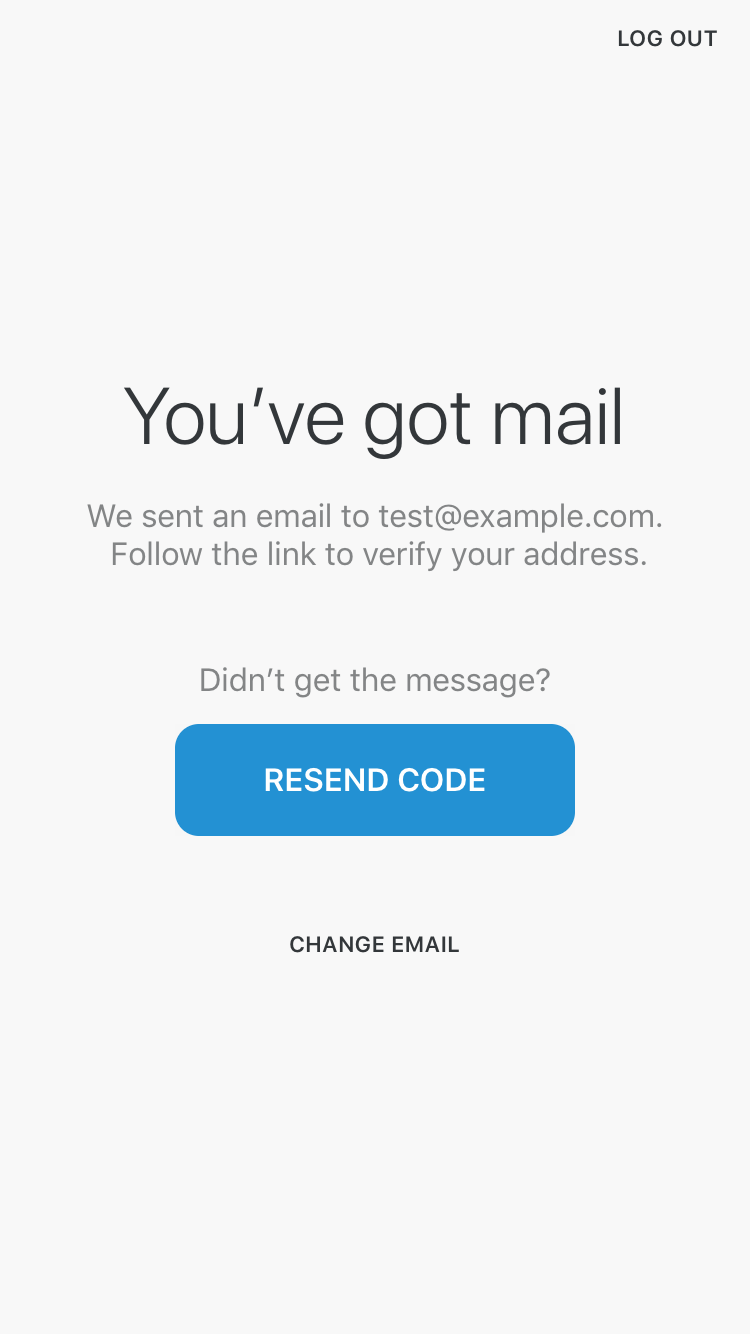 LOG OUT
You’ve got mail
We sent an email to test@example.com.
Follow the link to verify your address.
Didn’t get the message?
RESEND CODE
CHANGE EMAIL